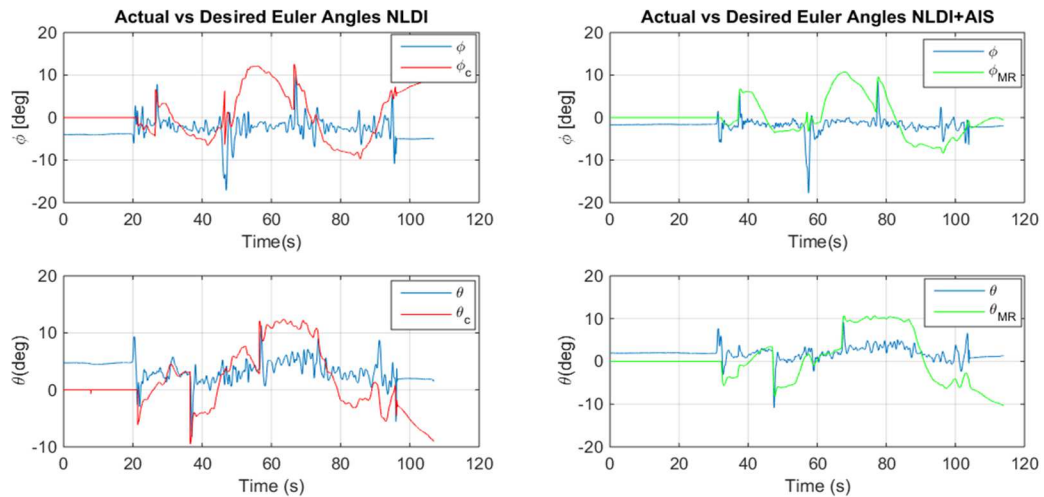 Actual vs Desired Euler Angles NLDI
20
10
0
-10
-20
ϕ [deg]
ϕ
ϕc
0 20 40 60 80 100 120
Time(s)
20
10
0
-10
θ(deg)
θ
θc
0 20 40 60 80 100 120
Time (s)
Actual vs Desired Euler Angles NLDI+AIS
20
10
0
-10
-20
ϕ [deg]
ϕ
ϕMR
0 20 40 60 80 100 120
Time(s)
20
10
0
-10
-20
θ(deg)
θ
θMR
0 20 40 60 80 100 120
Time (s)